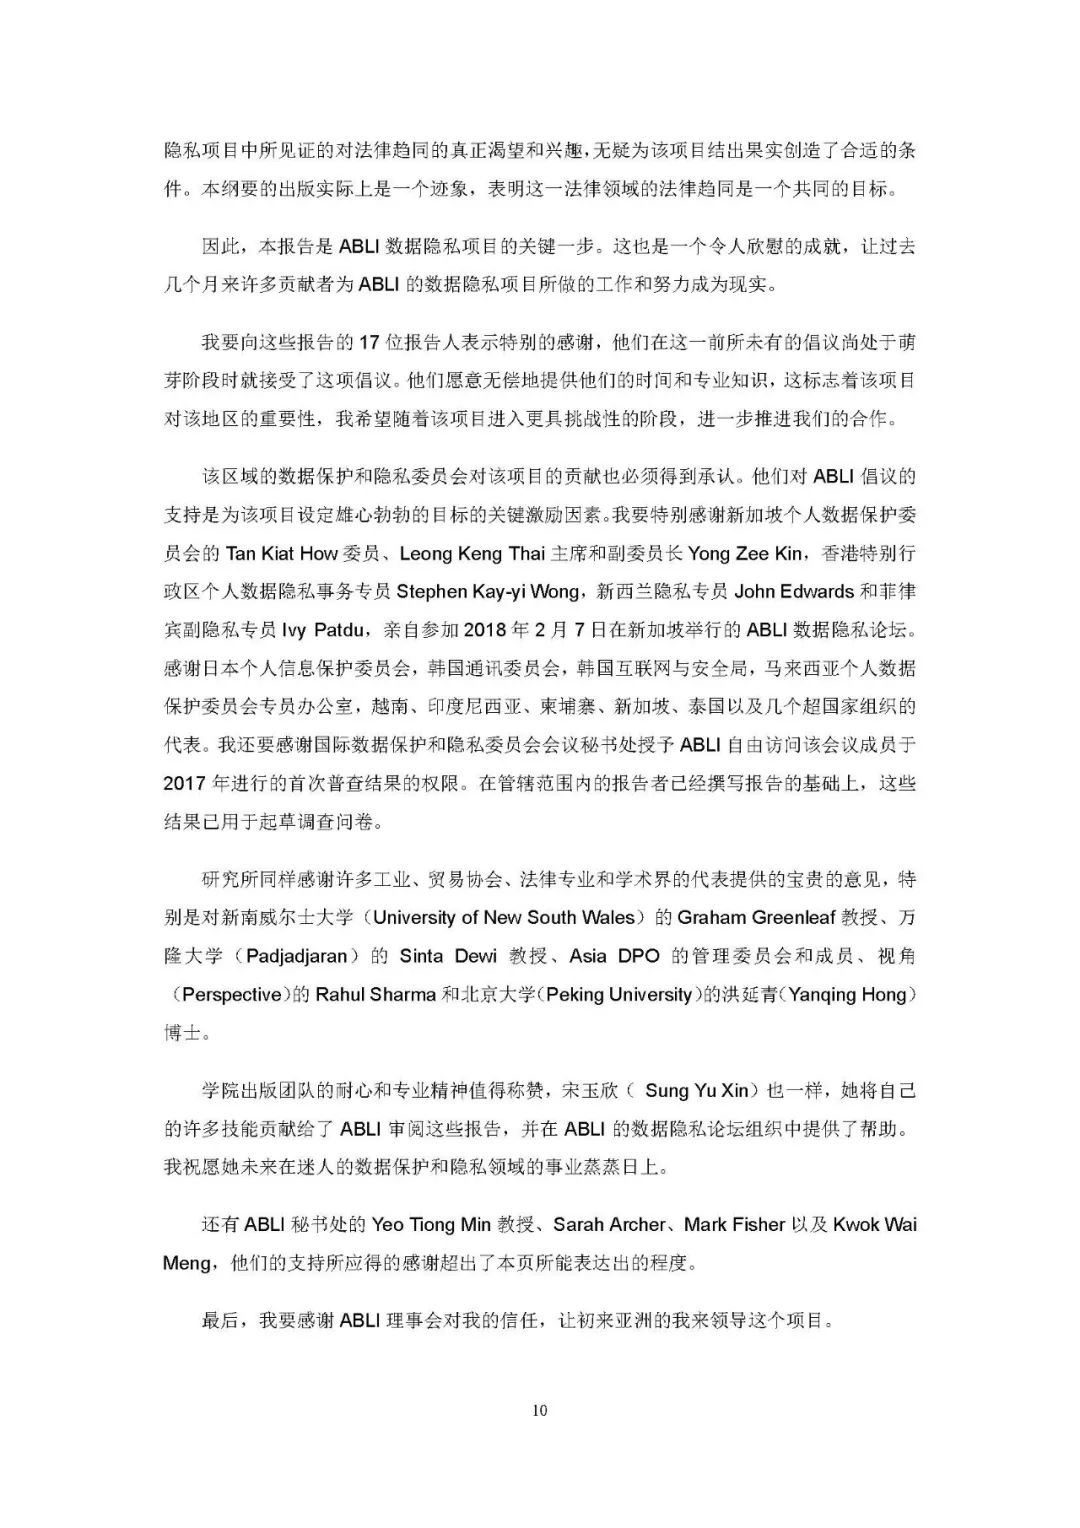 隐私项目中所见证的对法律趋同的真正渴望和兴趣,无疑为该项目结出果实创造了合适的条
件。本纲要的出版实际上是一个迹象，表明这一法律领域的法律趋同是一个共同的目标。
因此，本报告是 ABLI 数据隐私项目的关键一步。这也是一个令人欣慰的成就，让过去
几个月来许多贡献者为 ABLI 的数据隐私项目所做的工作和努力成为现实。
我要向这些报告的 17 位报告人表示特别的感谢，他们在这一前所未有的倡议尚处于萌
芽阶段时就接受了这项倡议。他们愿意无偿地提供他们的时间和专业知识，这标志着该项目
对该地区的重要性，我希望随着该项目进入更具挑战性的阶段，进一步推进我们的合作。
该区域的数据保护和隐私委员会对该项目的贡献也必须得到承认。他们对 ABLI 倡议的
支持是为该项目设定雄心勃勃的目标的关键激励因素。我要特别感谢新加坡个人数据保护委
员会的 Tan Kiat How 委员、Leong Keng Thai 主席和副委员长 Yong Zee Kin，香港特别行
政区个人数据隐私事务专员 Stephen Kay-yi Wong，新西兰隐私专员 John Edwards 和菲律
宾副隐私专员 Ivy Patdu，亲自参加 2018 年 2 月 7 日在新加坡举行的 ABLI 数据隐私论坛。
感谢日本个人信息保护委员会，韩国通讯委员会，韩国互联网与安全局，马来西亚个人数据
保护委员会专员办公室，越南、印度尼西亚、柬埔寨、新加坡、泰国以及几个超国家组织的
代表。我还要感谢国际数据保护和隐私委员会会议秘书处授予 ABLI 自由访问该会议成员于
2017 年进行的首次普查结果的权限。在管辖范围内的报告者已经撰写报告的基础上，这些
结果已用于起草调查问卷。
研究所同样感谢许多工业、贸易协会、法律专业和学术界的代表提供的宝贵的意见，特
别是对新南威尔士大学（University of New South Wales）的 Graham Greenleaf 教授、万
隆大学（Padjadjaran）的 Sinta Dewi 教授、Asia DPO 的管理委员会和成员、视角
（Perspective）的 Rahul Sharma 和北京大学（Peking University）的洪延青（Yanqing Hong）
博士。
学院出版团队的耐心和专业精神值得称赞，宋玉欣（ Sung Yu Xin）也一样，她将自己
的许多技能贡献给了 ABLI 审阅这些报告，并在 ABLI 的数据隐私论坛组织中提供了帮助。
我祝愿她未来在迷人的数据保护和隐私领域的事业蒸蒸日上。
还有 ABLI 秘书处的 Yeo Tiong Min 教授、Sarah Archer、Mark Fisher 以及 Kwok Wai
Meng，他们的支持所应得的感谢超出了本页所能表达出的程度。
最后，我要感谢 ABLI 理事会对我的信任，让初来亚洲的我来领导这个项目。
10